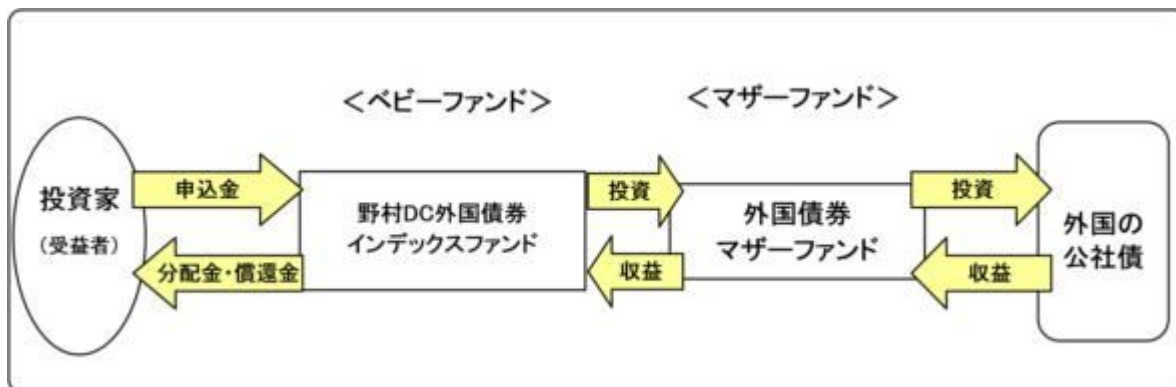 ＜ベビーファンド＞
＜マザーファンド＞
投資家
(受益者)
申込金
分配金・償還金
野村DC外国債券
インデックスファンド
投資
収益
外国債券
マザーファンド
投資
収益
外国の
公社債